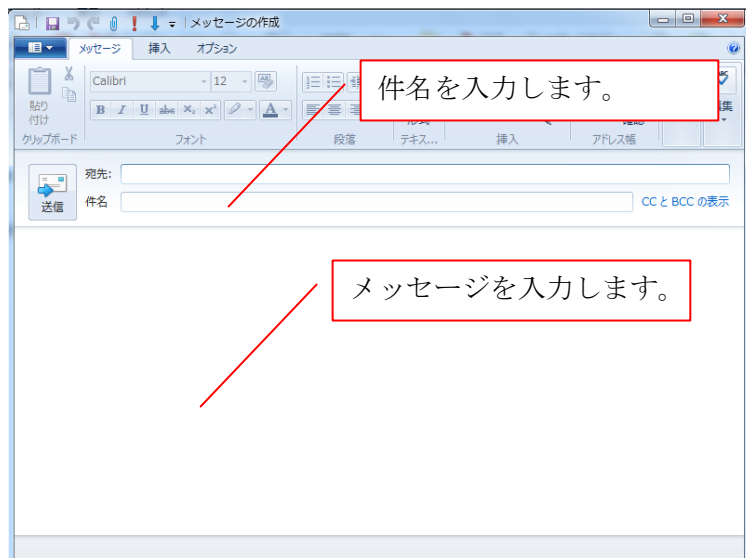 メッセージの作成
メッセージ 挿入 オプション
Calibri 12
件名を入力します。
貼り付け
B I U abc X₂ X² A
クリップボード フォント 段落 テキス... 挿入 アドレス帳
宛先:
件名 CC と BCC の表示
送信
メッセージを入力します。